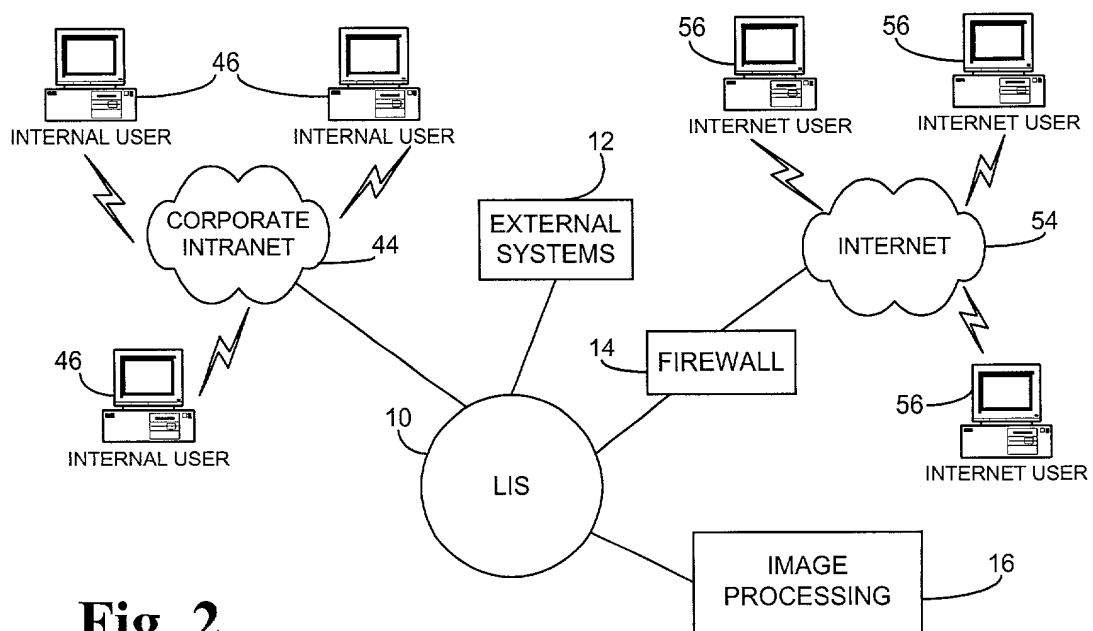 56
56
46
INTERNAL USER
INTERNAL USER
INTERNET USER
INTERNET USER
12
CORPORATE
INTRANET
44
EXTERNAL
SYSTEMS
INTERNET
54
14
FIREWALL
46
INTERNAL USER
10
LIS
56
INTERNET USER
IMAGE
PROCESSING
16
Fig. 2